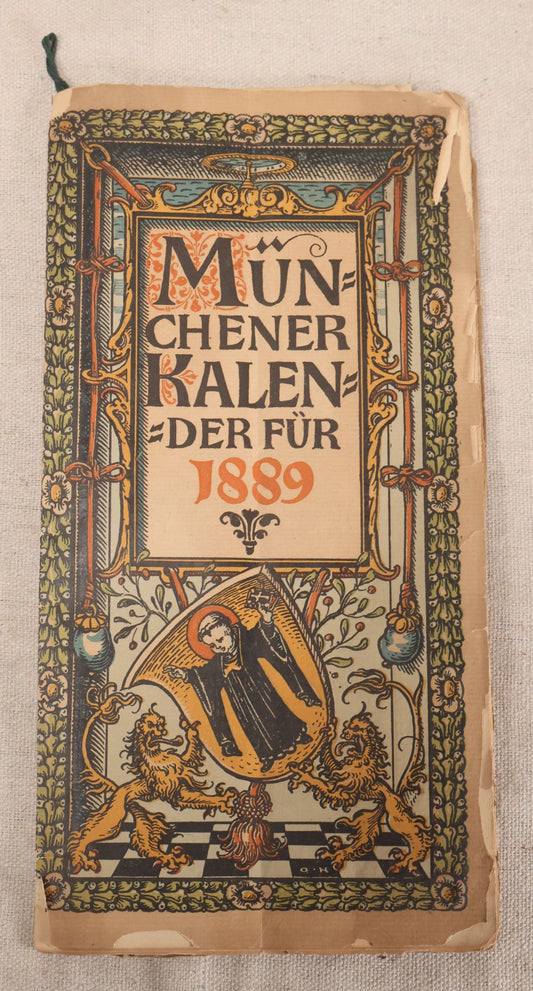 MÜN=
CHENER
KALEN=
=DER FÜR
1889
O·H